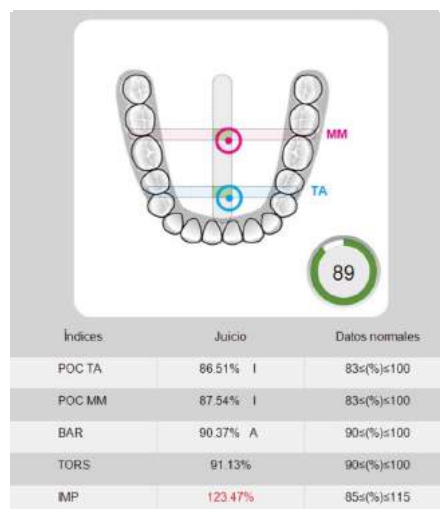 MM
TA
89
Índices Juicio Datos normales
POC TA 86.51% I 83≤(%)≤100
POC MM 87.54% I 83≤(%)≤100
BAR 90.37% A 90≤(%)≤100
TORS 91.13% 90≤(%)≤100
IMP 123.47% 85≤(%)≤115